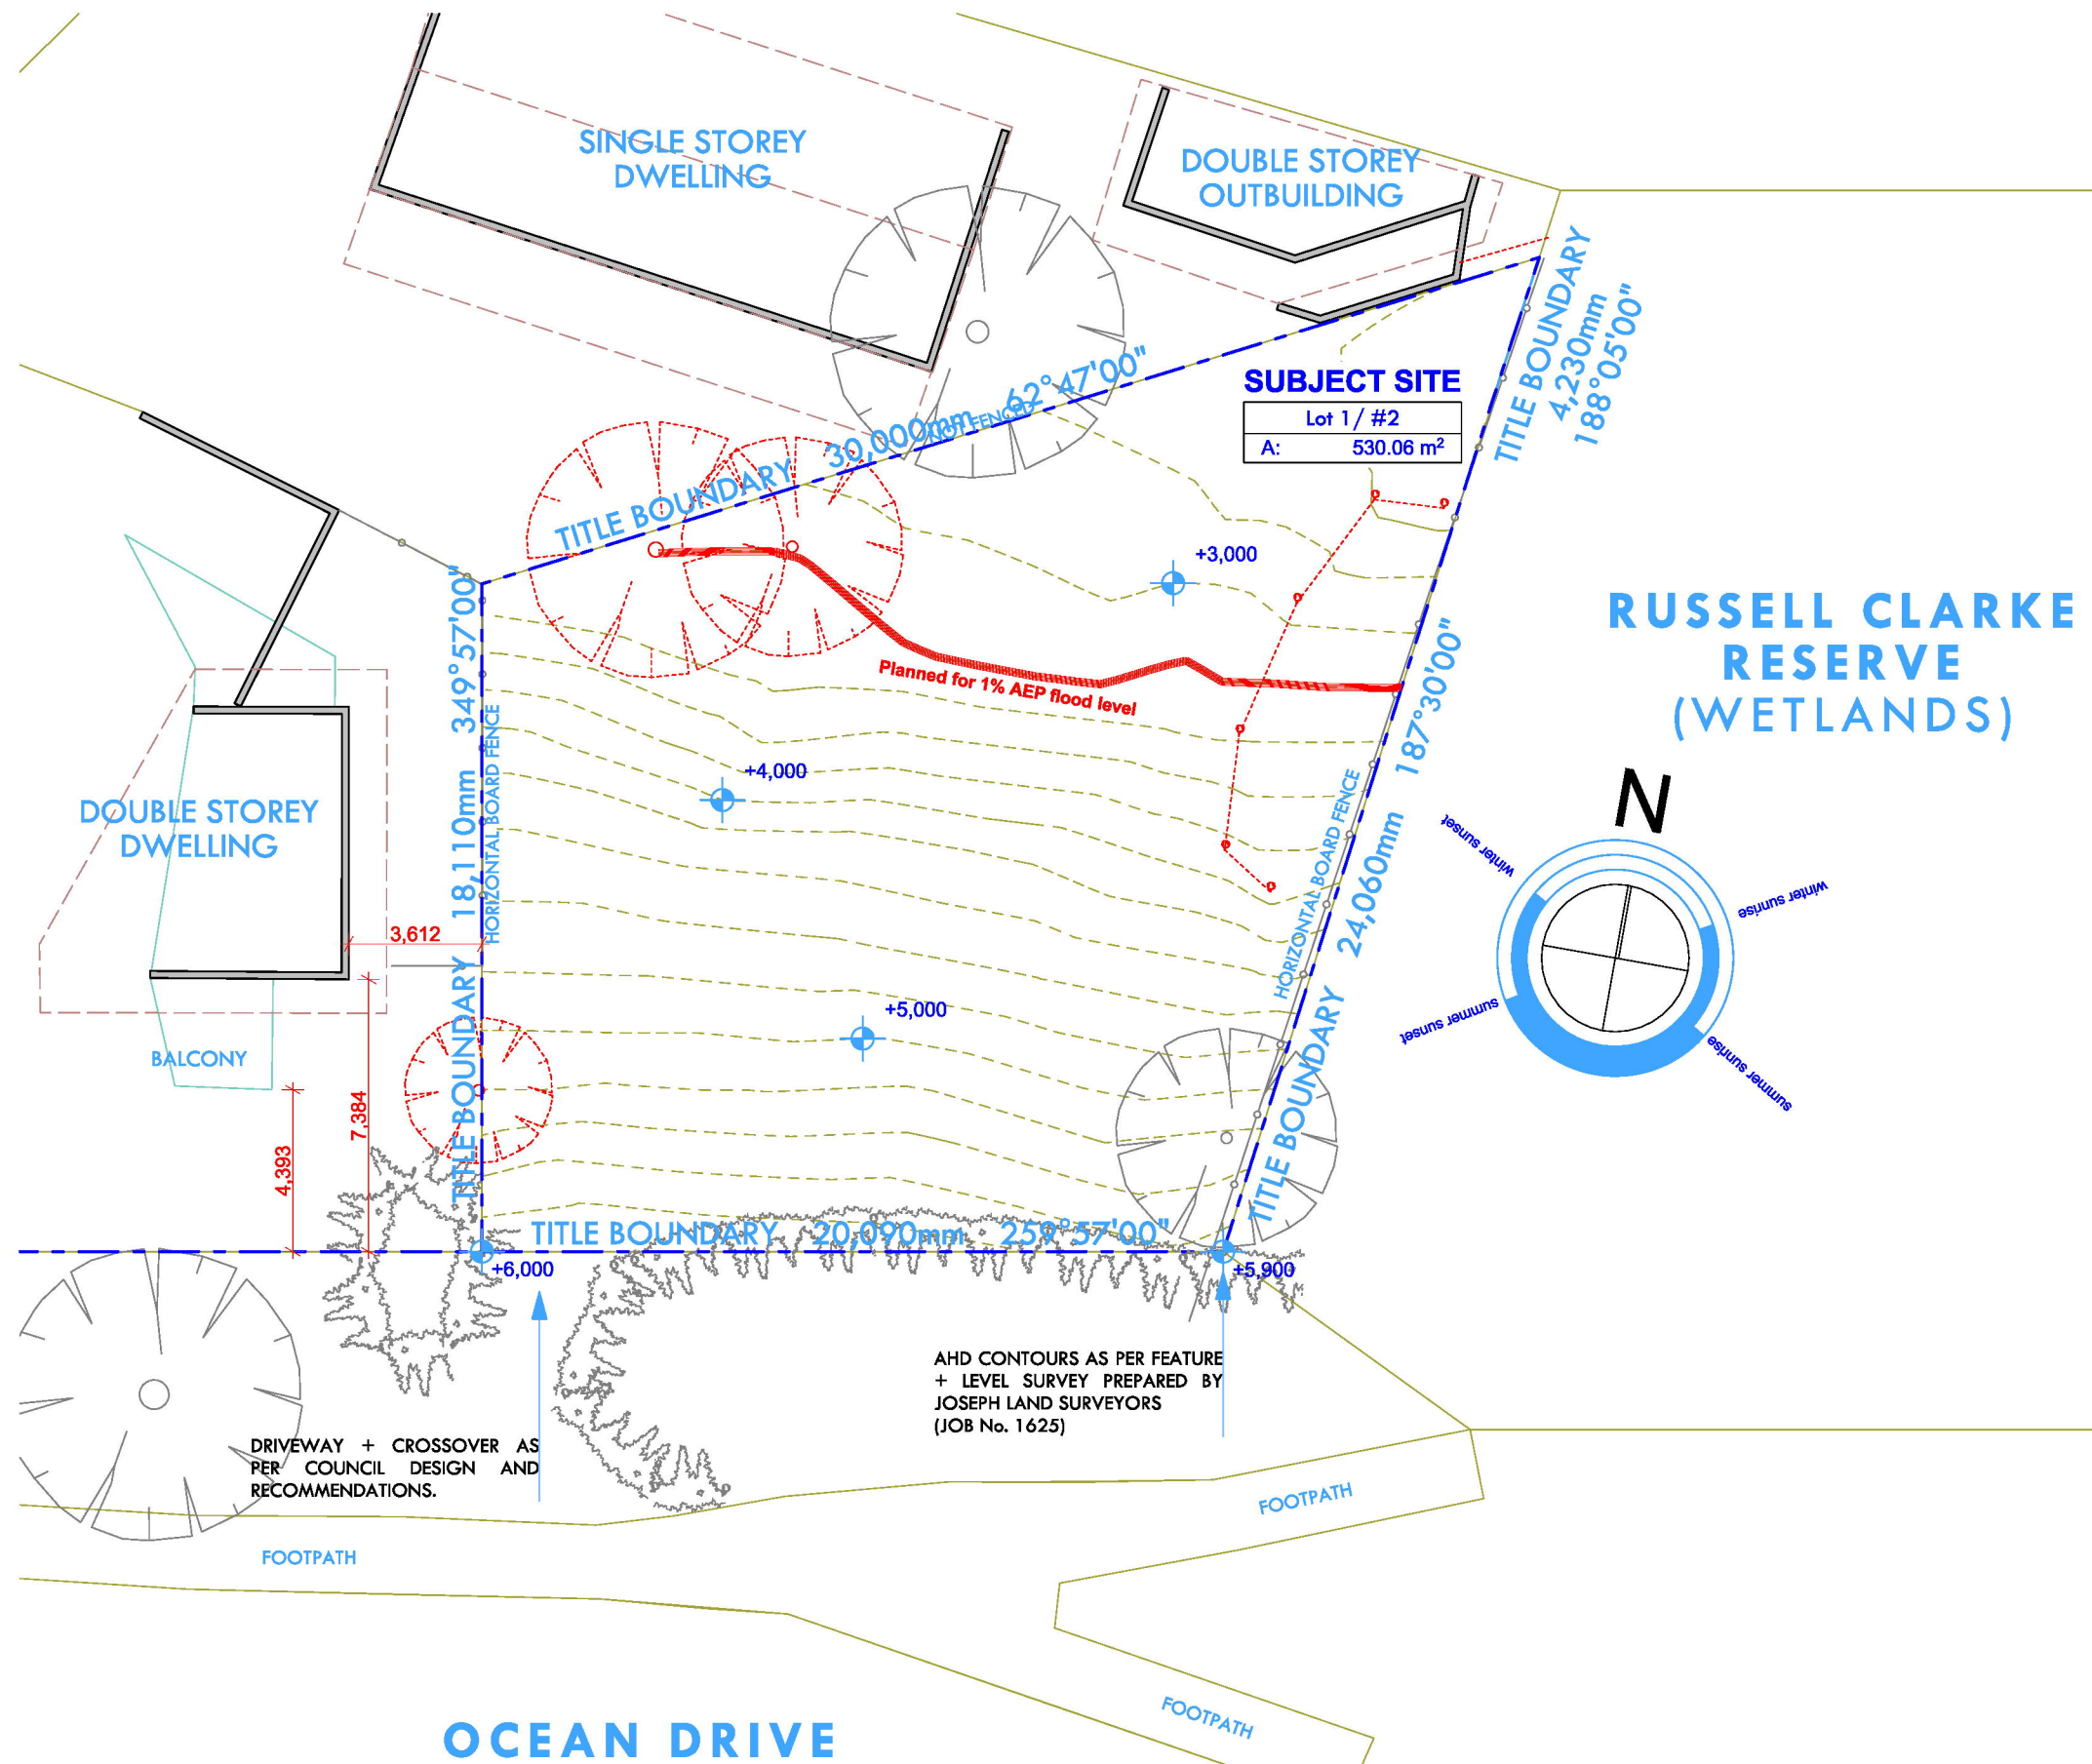 SINGLE STOREY
DWELLING
DOUBLE STOREY
OUTBUILDING
TITLE BOUNDARY
4,230mm
188°05'00"
SUBJECT SITE
Lot 1/ #2
A: 530.06 m²
TITLE BOUNDARY 30,000mm 62°47'00"
NOT FENCED
+3,000
Planned for 1% AEP flood level
RUSSELL CLARKE
RESERVE
(WETLANDS)
TITLE BOUNDARY 18,110mm 349°57'00"
HORIZONTAL BOARD FENCE
+4,000
DOUBLE STOREY
DWELLING
TITLE BOUNDARY 24,060mm 187°30'00"
HORIZONTAL BOARD FENCE
N
winter sunset
winter sunrise
summer sunset
summer sunrise
3,612
+5,000
BALCONY
7,384
4,393
TITLE BOUNDARY 20,090mm 259°57'00"
+6,000
+5,900
AHD CONTOURS AS PER FEATURE
+ LEVEL SURVEY PREPARED BY
JOSEPH LAND SURVEYORS
(JOB No. 1625)
DRIVEWAY + CROSSOVER AS
PER COUNCIL DESIGN AND
RECOMMENDATIONS.
FOOTPATH
FOOTPATH
FOOTPATH
OCEAN DRIVE